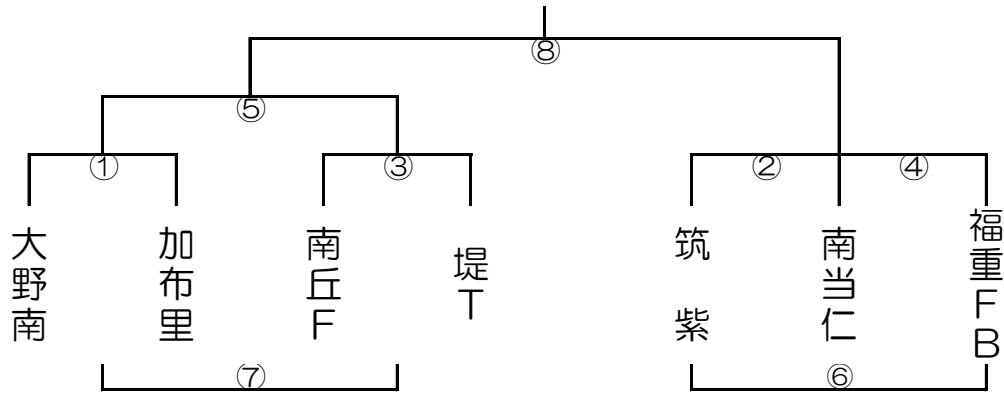 ⑧
⑤
① ③ ② ④
大野南
加布里
南丘F
堤T
筑紫
南当仁
福重FB
⑦ ⑥